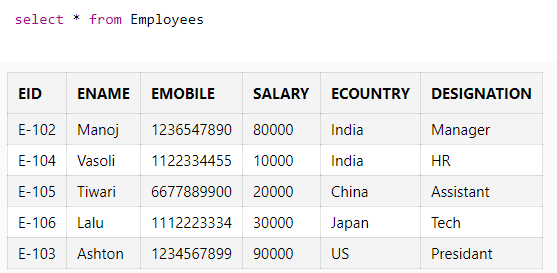 select * from Employees
EID ENAME EMOBILE SALARY ECOUNTRY DESIGNATION
E-102 Manoj 1236547890 80000 India Manager
E-104 Vasoli 1122334455 10000 India HR
E-105 Tiwari 6677889900 20000 China Assistant
E-106 Lalu 1112223334 30000 Japan Tech
E-103 Ashton 1234567899 90000 US Presidant